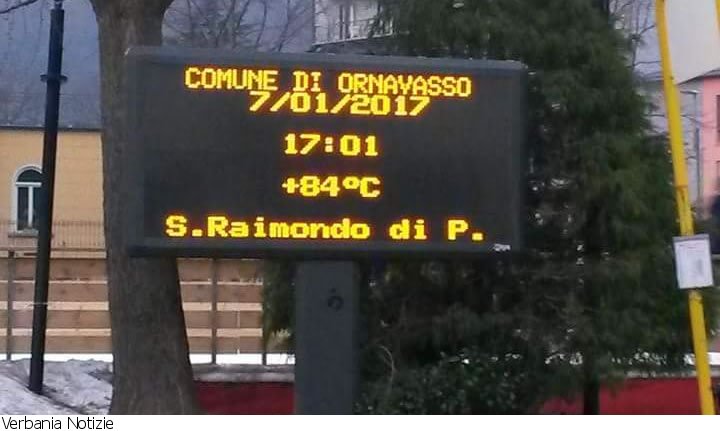 COMUNE DI ORNAVASSO
7/01/2017
17:01
+84°C
S.Raimondo di P.
Verbania Notizie